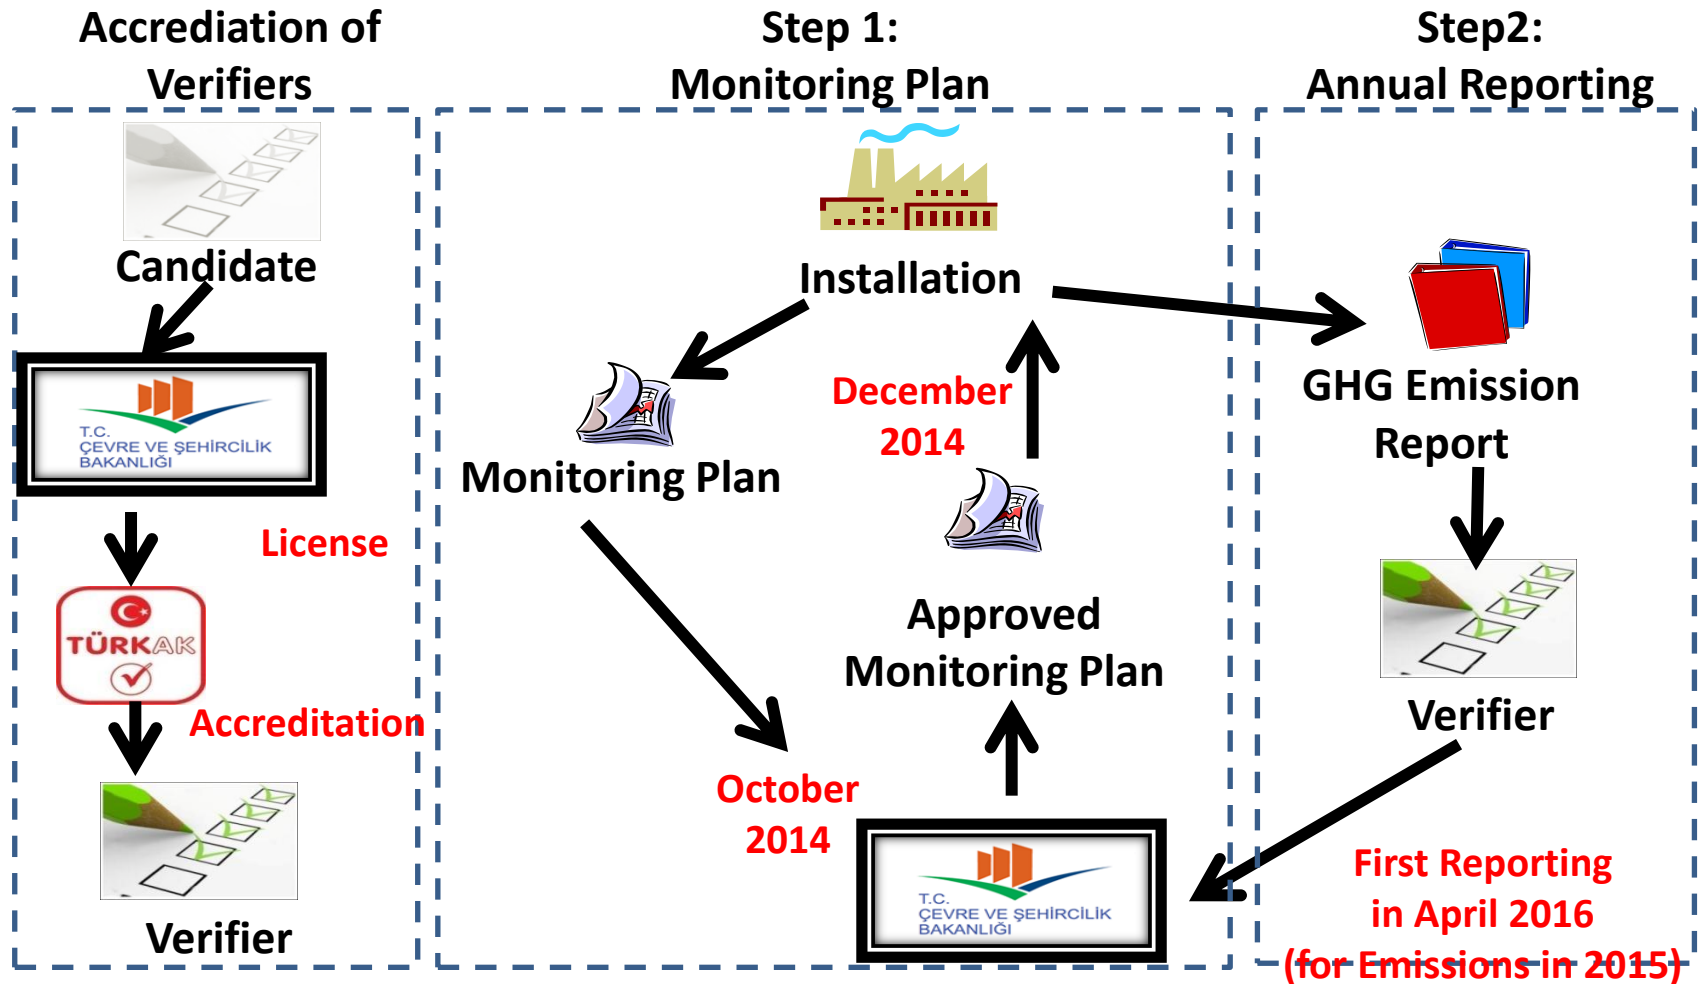 Accrediation of
Verifiers
Candidate
T.C.
ÇEVRE VE ŞEHİRCİLİK
BAKANLIĞI
License
TÜRKAK
Accreditation
Verifier
Step 1:
Monitoring Plan
Installation
Monitoring Plan
December
2014
Approved
Monitoring Plan
October
2014
T.C.
ÇEVRE VE ŞEHİRCİLİK
BAKANLIĞI
Step2:
Annual Reporting
GHG Emission
Report
Verifier
First Reporting
in April 2016
(for Emissions in 2015)